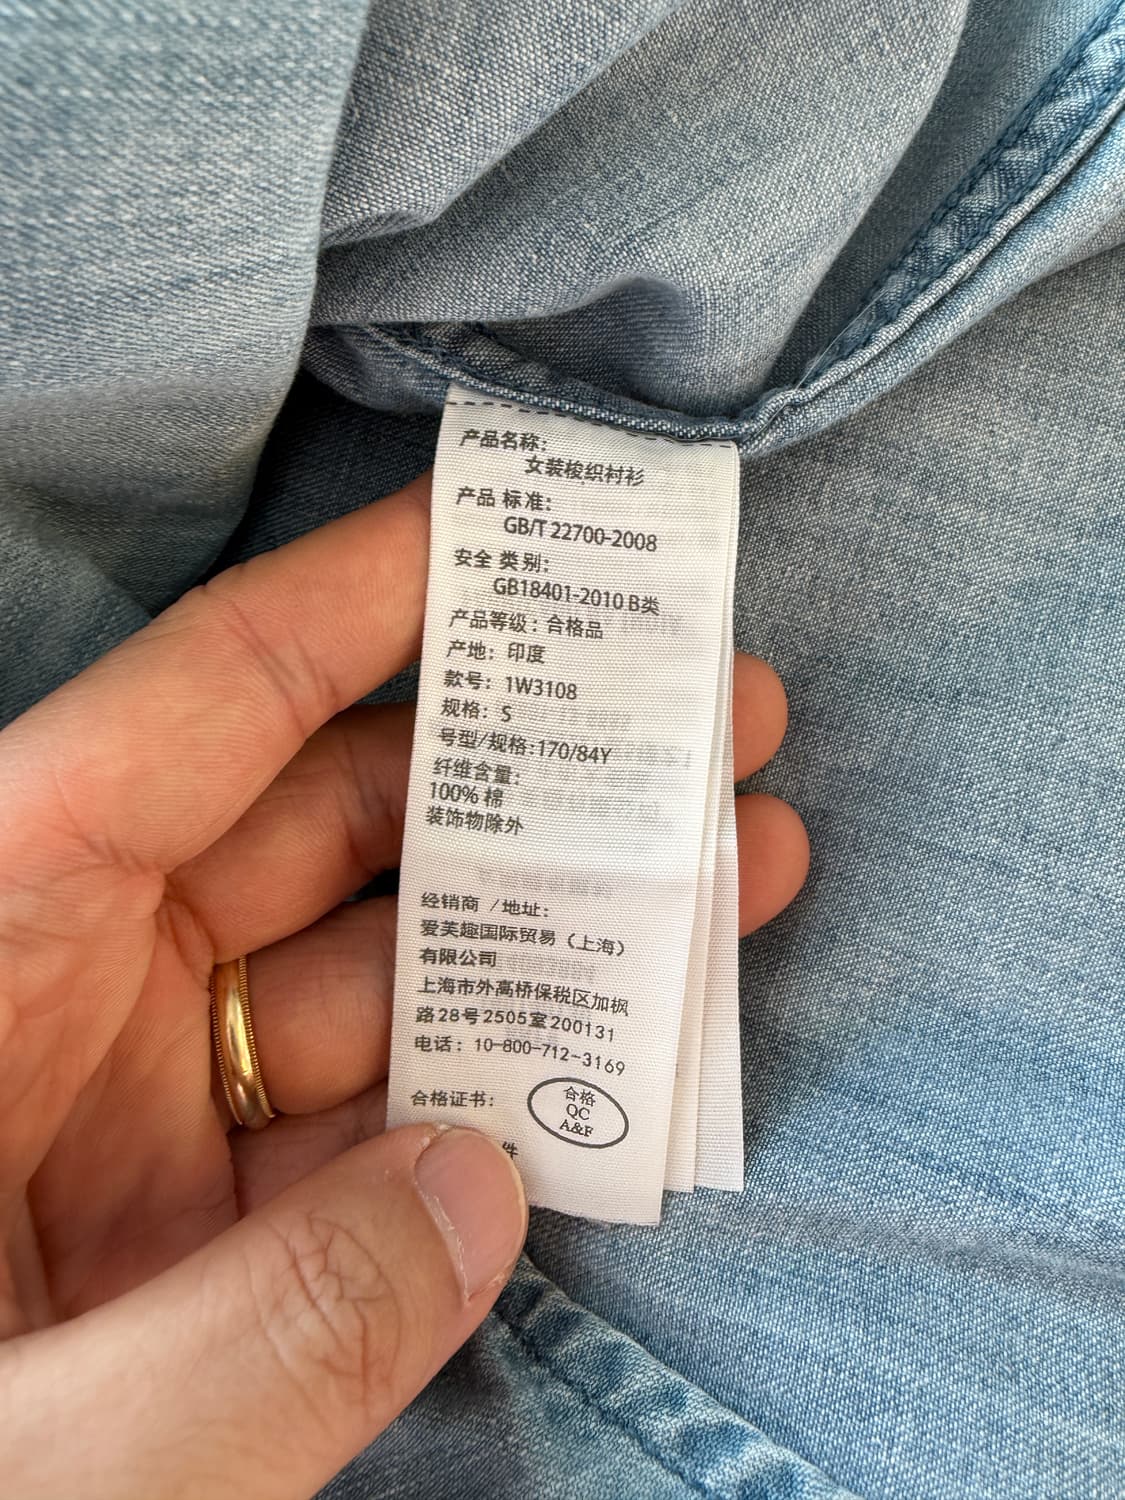 产品名称：
女装梭织衬衫
产品 标准：
GB/T 22700-2008
安全 类别：
GB18401-2010 B类
产品等级：合格品
产地：印度
款号：1W3108
规格：S
号型/规格:170/84Y
纤维含量：
100% 棉
装饰物除外
经销商 /地址：
爱芙趣国际贸易（上海）
有限公司
上海市外高桥保税区加枫
路28号2505室200131
电话：10-800-712-3169
合格证书：
合格
QC
A&F
件